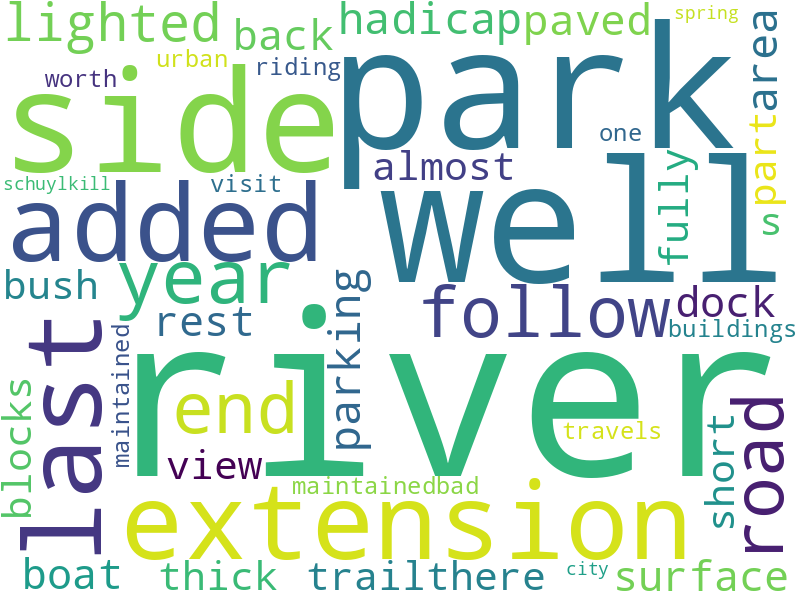 lighted
back
hadicap
paved
spring
area
worth
urban
riding
side
park
one
part
almost
schuylkill
visit
well
fully
s
added
bush
year
rest
follow
dock
buildings
last
maintained
parking
river
blocks
end
travels
short
road
view
maintainedbad
extension
boat
thick
trailthere
city
surface